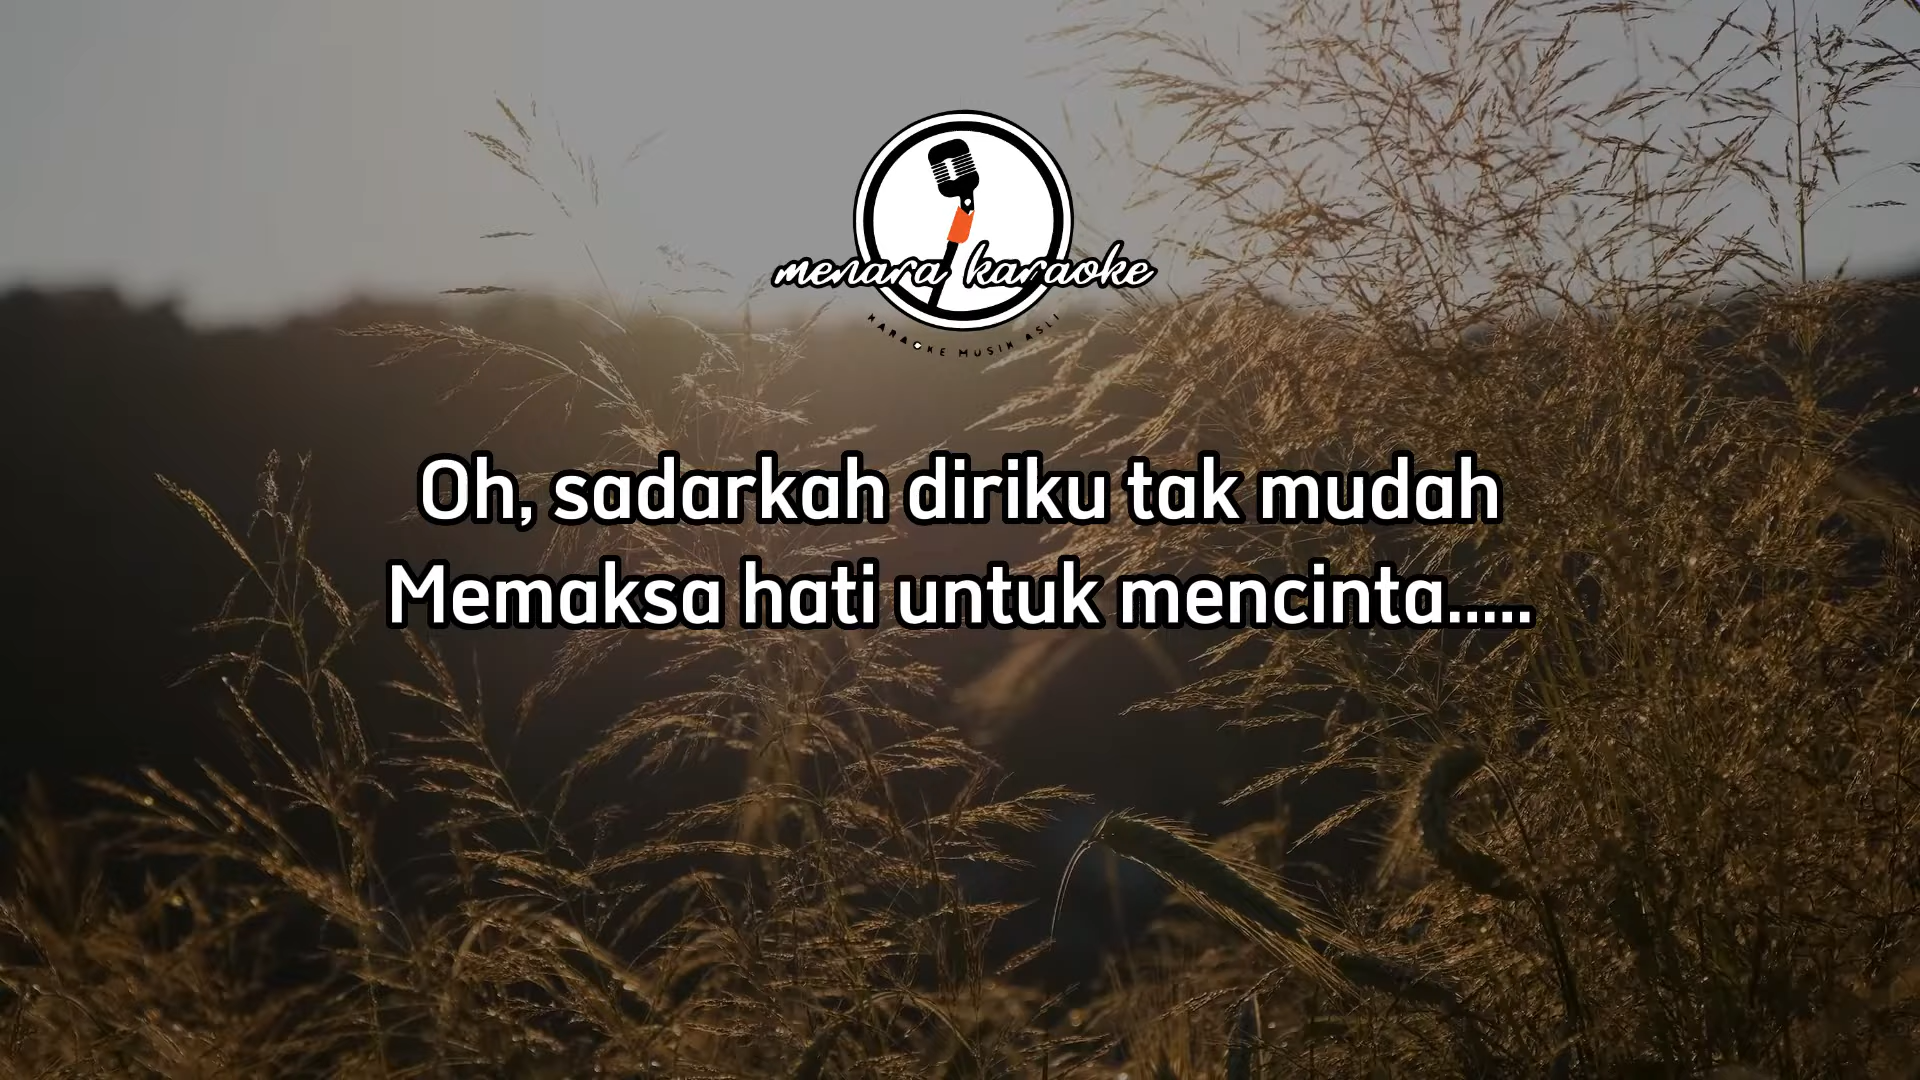 menara karaoke
KARAOKE MUSIK ASLI
Oh, sadarkah diriku tak mudah
Memaksa hati untuk mencinta.....